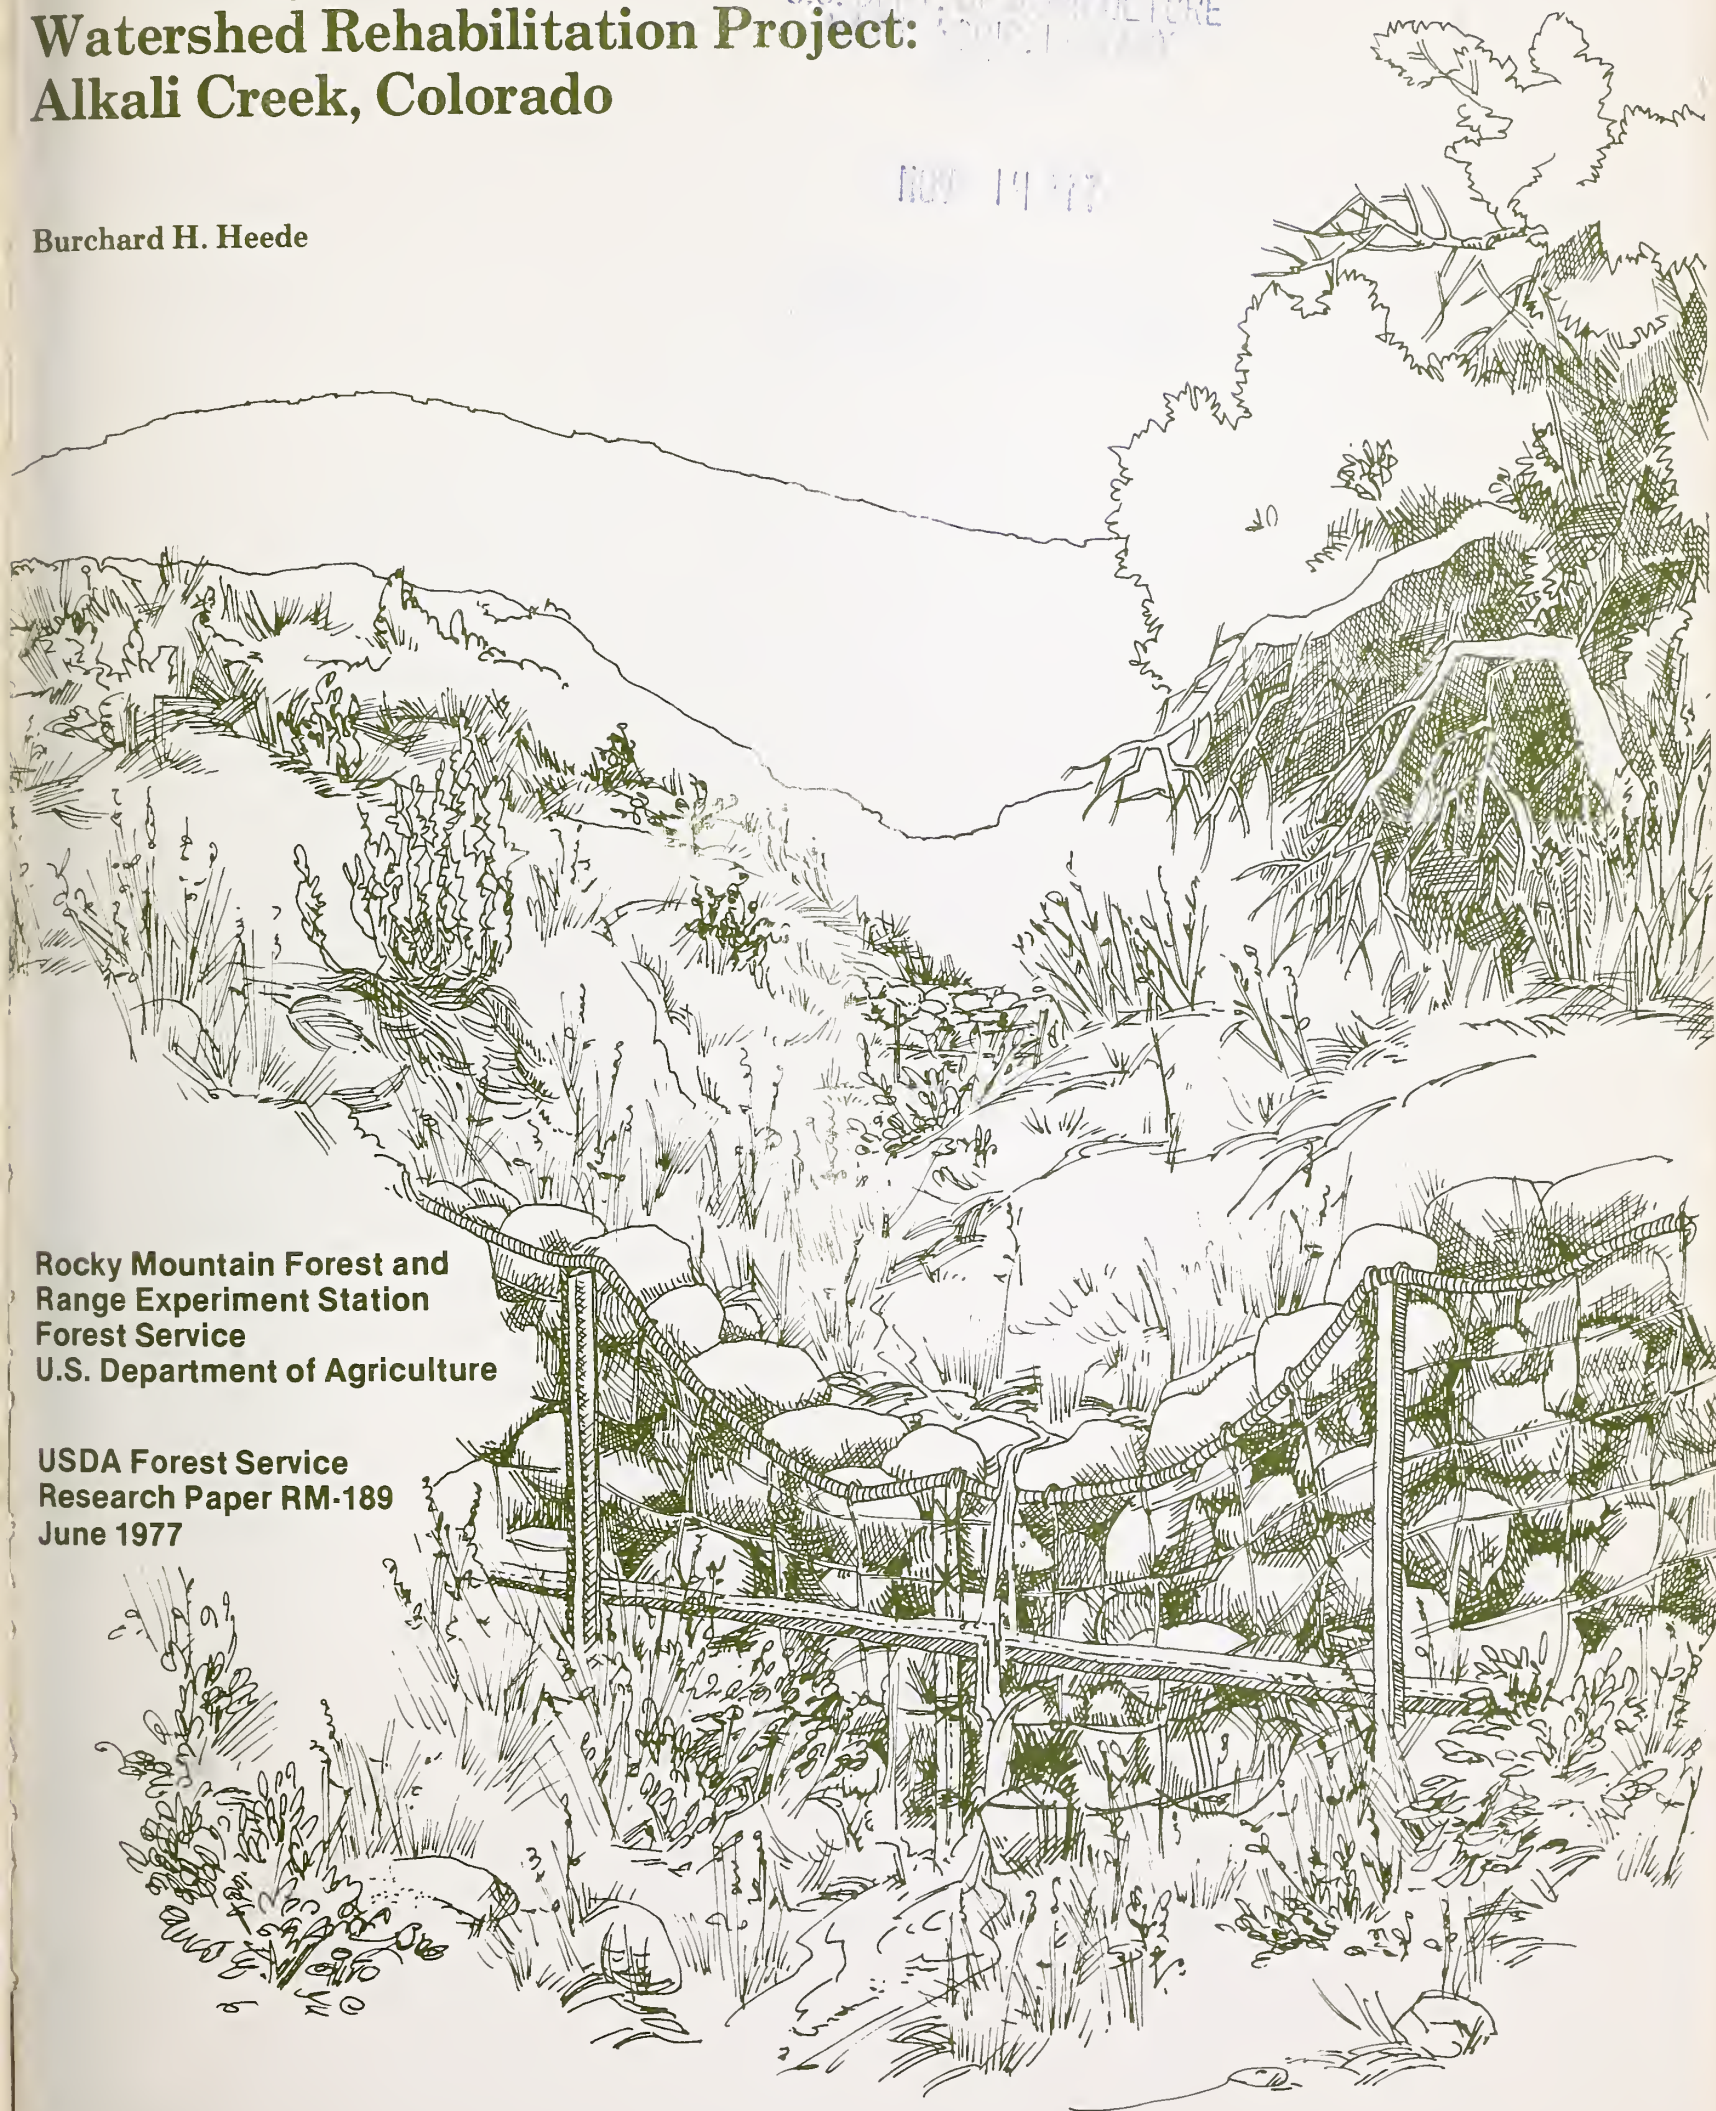 Watershed Rehabilitation Project:
Alkali Creek, Colorado
Burchard H. Heede
Rocky Mountain Forest and
Range Experiment Station
Forest Service
U.S. Department of Agriculture
USDA Forest Service
Research Paper RM-189
June 1977